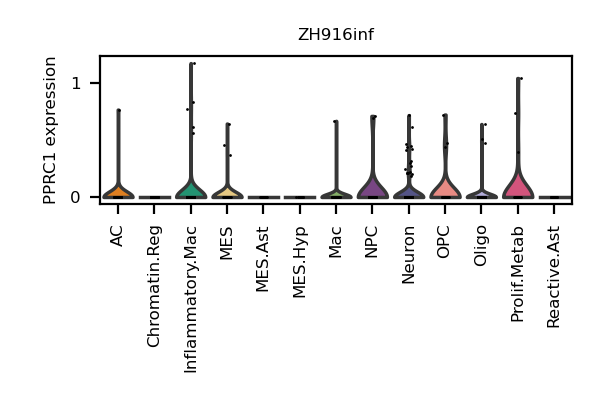 ZH916inf
PPRC1 expression
1
0
AC
Chromatin.Reg
Inflammatory.Mac
MES
MES.Ast
MES.Hyp
Mac
NPC
Neuron
OPC
Oligo
Prolif.Metab
Reactive.Ast